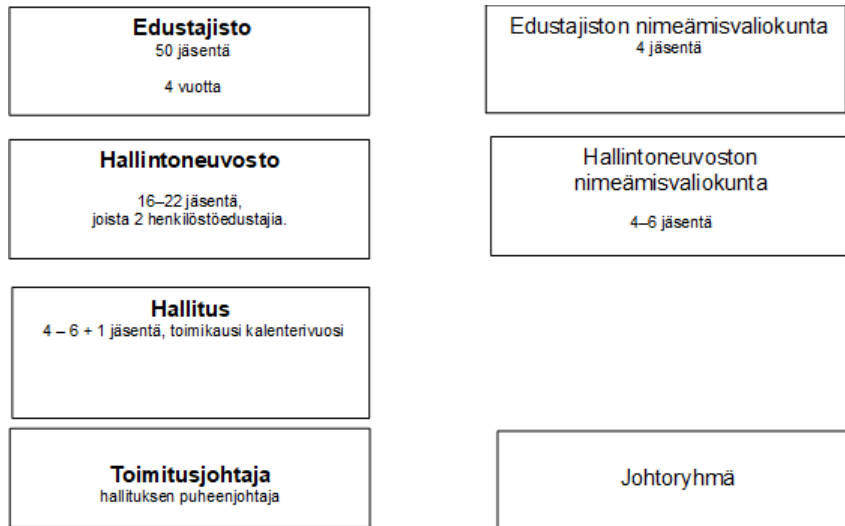 Edustajisto
50 jäsentä
4 vuotta
Edustajiston nimeämisvaliokunta
4 jäsentä
Hallintoneuvosto
16–22 jäsentä,
joista 2 henkilöstöedustajia.
Hallintoneuvoston
nimeämisvaliokunta
4–6 jäsentä
Hallitus
4 – 6 + 1 jäsentä, toimikausi kalenterivuosi
Toimitusjohtaja
hallituksen puheenjohtaja
Johtoryhmä